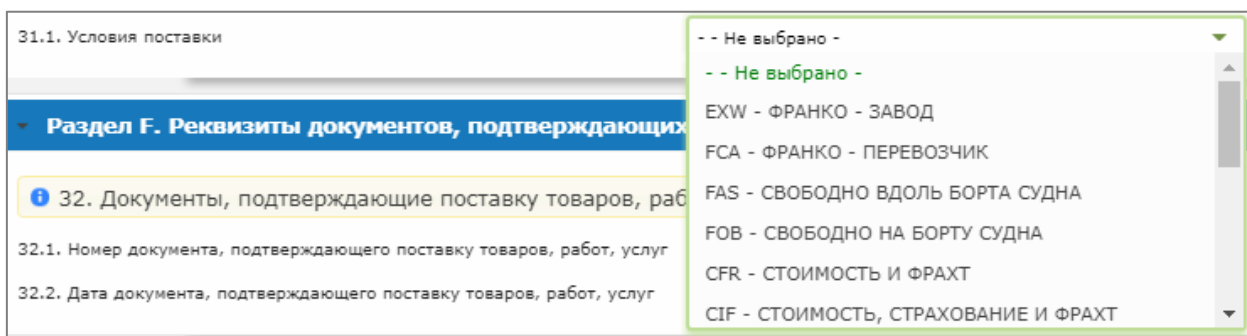 31.1. Условия поставки
- - Не выбрано -
- - Не выбрано -
EXW - ФРАНКО - ЗАВОД
FCA - ФРАНКО - ПЕРЕВОЗЧИК
FAS - СВОБОДНО ВДОЛЬ БОРТА СУДНА
FOB - СВОБОДНО НА БОРТУ СУДНА
CFR - СТОИМОСТЬ И ФРАХТ
CIF - СТОИМОСТЬ, СТРАХОВАНИЕ И ФРАХТ
Раздел F. Реквизиты документов, подтверждающих
32. Документы, подтверждающие поставку товаров, раб
32.1. Номер документа, подтверждающего поставку товаров, работ, услуг
32.2. Дата документа, подтверждающего поставку товаров, работ, услуг